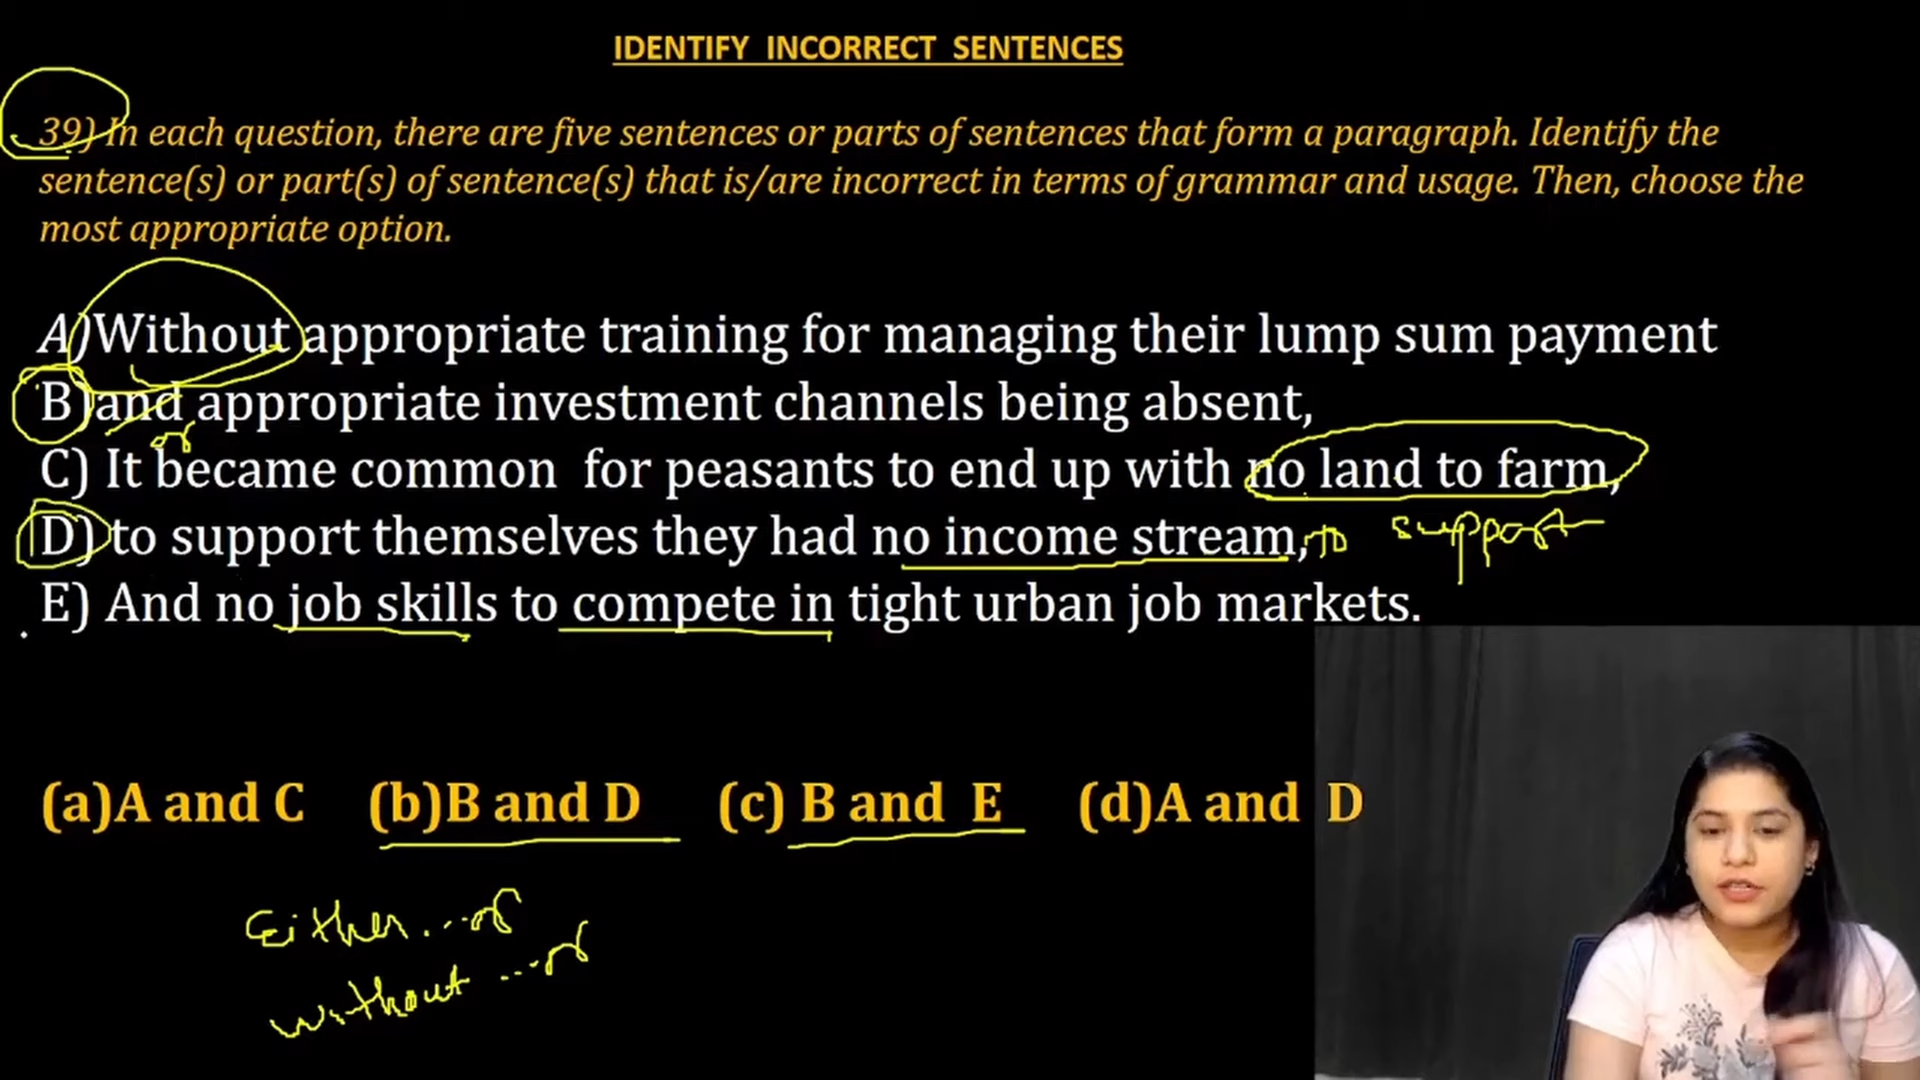 IDENTIFY INCORRECT SENTENCES
39) In each question, there are five sentences or parts of sentences that form a paragraph. Identify the
sentence(s) or part(s) of sentence(s) that is/are incorrect in terms of grammar and usage. Then, choose the
most appropriate option.
A)Without appropriate training for managing their lump sum payment
B)and appropriate investment channels being absent,
or
C) It became common for peasants to end up with no land to farm,
D) to support themselves they had no income stream, to support
E) And no job skills to compete in tight urban job markets.
(a)A and C (b)B and D (c) B and E (d)A and D
Either...or
without ...or